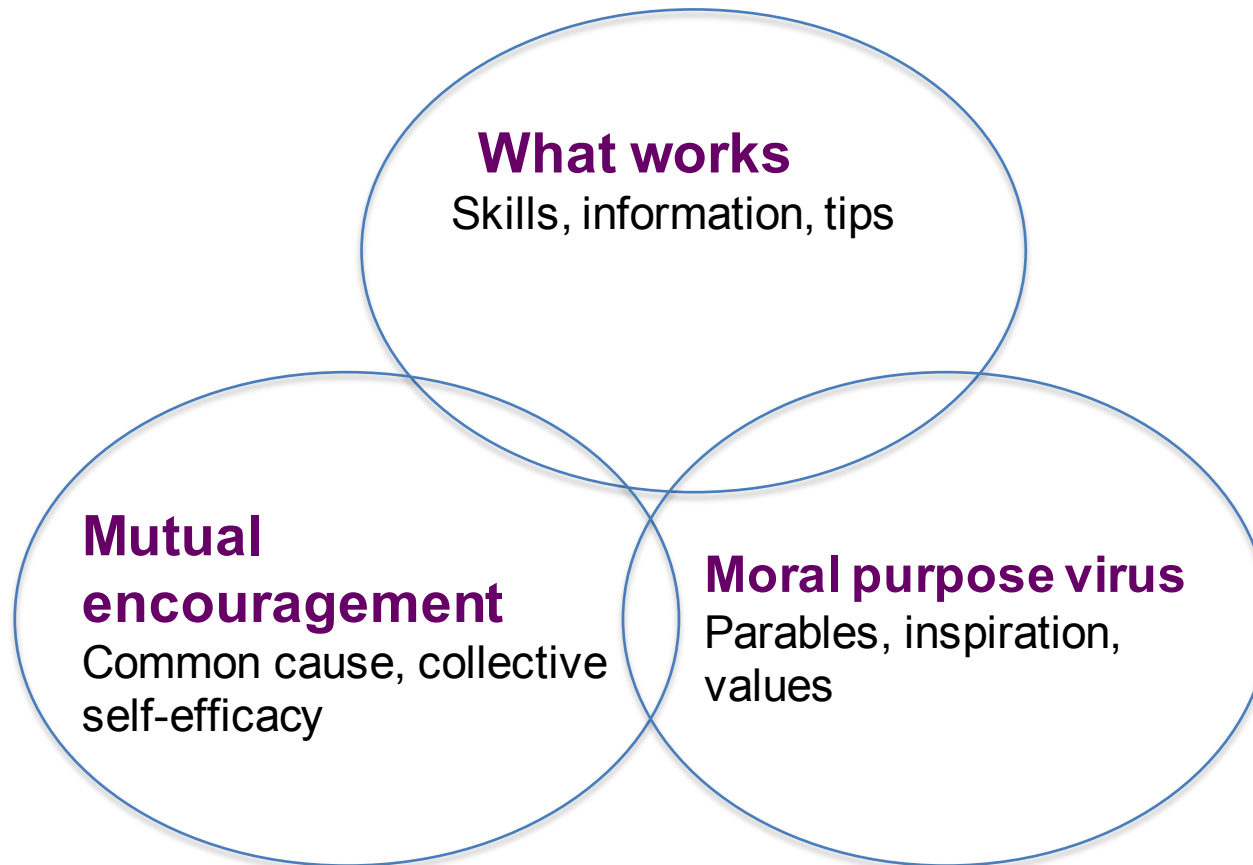 What works
Skills, information, tips
Mutual
encouragement
Common cause, collective
self-efficacy
Moral purpose virus
Parables, inspiration,
values